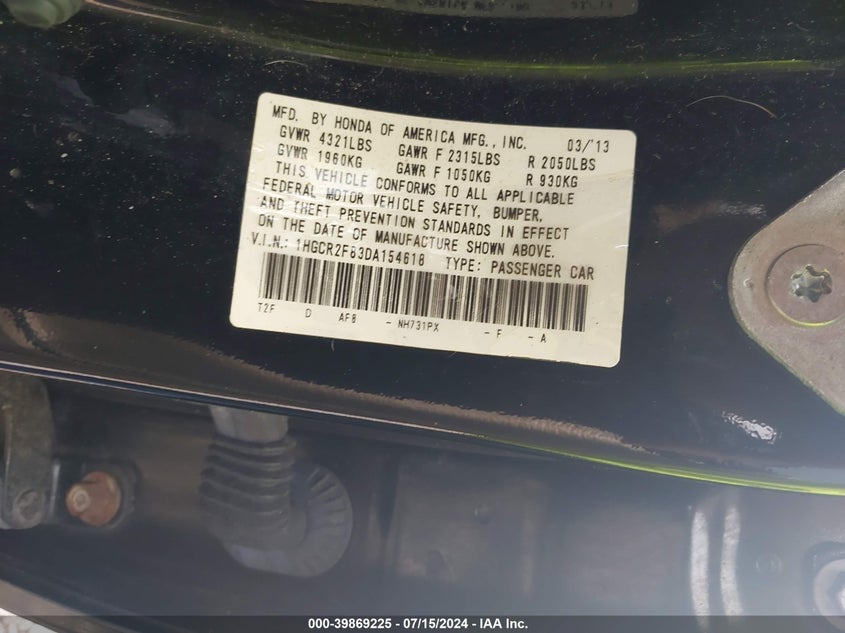 MFD. BY HONDA OF AMERICA MFG., INC. 03/'13
GVWR 4321LBS GAWR F 2315LBS R 2050LBS
GVWR 1960KG GAWR F 1050KG R 930KG
THIS VEHICLE CONFORMS TO ALL APPLICABLE
FEDERAL MOTOR VEHICLE SAFETY, BUMPER,
AND THEFT PREVENTION STANDARDS IN EFFECT
ON THE DATE OF MANUFACTURE SHOWN ABOVE.
V.I.N.: 1HGCR2F83DA154618 TYPE: PASSENGER CAR
T2F D AF8 - NH731PX - F - A
000-39869225 - 07/15/2024 - IAA Inc.